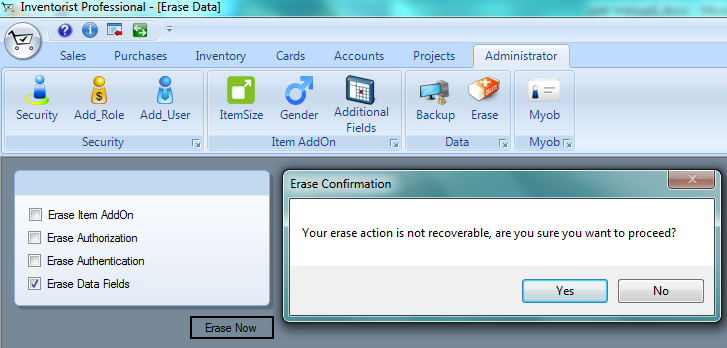 Inventorist Professional - [Erase Data]
Sales Purchases Inventory Cards Accounts Projects Administrator
Security Add_Role Add_User ItemSize Gender Additional Fields Backup Erase Myob
Security Item AddOn Data Myob
Erase Item AddOn
Erase Authorization
Erase Authentication
Erase Data Fields
Erase Now
Erase Confirmation
Your erase action is not recoverable, are you sure you want to proceed?
Yes No